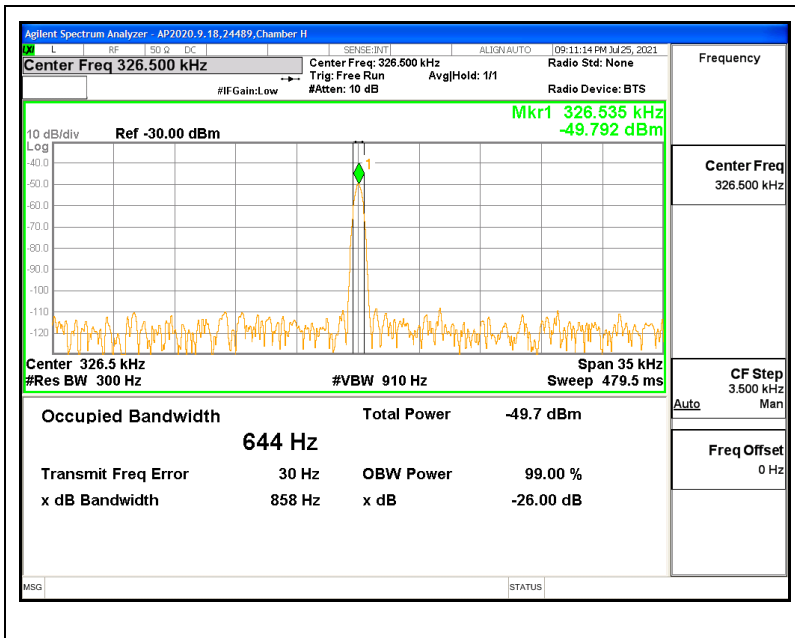 Agilent Spectrum Analyzer - AP2020.9.18,24489,Chamber H
LXI L RF 50 Ω DC SENSE:INT ALIGN AUTO 09:11:14 PM Jul 25, 2021
Center Freq 326.500 kHz
Center Freq: 326.500 kHz
Radio Std: None
Trig: Free Run Avg|Hold: 1/1
#IFGain:Low
#Atten: 10 dB
Radio Device: BTS
Frequency
Mkr1 326.535 kHz
-49.792 dBm
10 dB/div Ref -30.00 dBm
Log
1
-40.0
-50.0
-60.0
-70.0
-80.0
-90.0
-100
-110
-120
Center Freq
326.500 kHz
Center 326.5 kHz
Span 35 kHz
#Res BW 300 Hz
#VBW 910 Hz
Sweep 479.5 ms
CF Step
3.500 kHz
Auto Man
Occupied Bandwidth
Total Power -49.7 dBm
644 Hz
Freq Offset
0 Hz
Transmit Freq Error 30 Hz
OBW Power 99.00 %
x dB Bandwidth 858 Hz
x dB -26.00 dB
MSG
STATUS